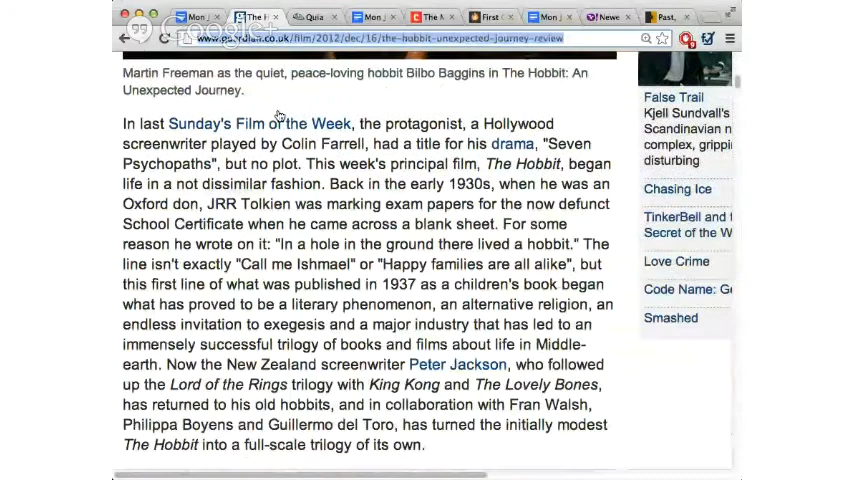 Mon J
The H
Quia
Mon J
The M
First C
Mon J
Newe
Past,
Google+
www.guardian.co.uk/film/2012/dec/16/the-hobbit-unexpected-journey-review
Martin Freeman as the quiet, peace-loving hobbit Bilbo Baggins in The Hobbit: An
Unexpected Journey.
In last Sunday's Film of the Week, the protagonist, a Hollywood
screenwriter played by Colin Farrell, had a title for his drama, "Seven
Psychopaths", but no plot. This week's principal film, The Hobbit, began
life in a not dissimilar fashion. Back in the early 1930s, when he was an
Oxford don, JRR Tolkien was marking exam papers for the now defunct
School Certificate when he came across a blank sheet. For some
reason he wrote on it: "In a hole in the ground there lived a hobbit." The
line isn't exactly "Call me Ishmael" or "Happy families are all alike", but
this first line of what was published in 1937 as a children's book began
what has proved to be a literary phenomenon, an alternative religion, an
endless invitation to exegesis and a major industry that has led to an
immensely successful trilogy of books and films about life in Middle-
earth. Now the New Zealand screenwriter Peter Jackson, who followed
up the Lord of the Rings trilogy with King Kong and The Lovely Bones,
has returned to his old hobbits, and in collaboration with Fran Walsh,
Philippa Boyens and Guillermo del Toro, has turned the initially modest
The Hobbit into a full-scale trilogy of its own.
False Trail
Kjell Sundvall's
Scandinavian n
complex, grippi
disturbing
Chasing Ice
TinkerBell and t
Secret of the W
Love Crime
Code Name: Ge
Smashed